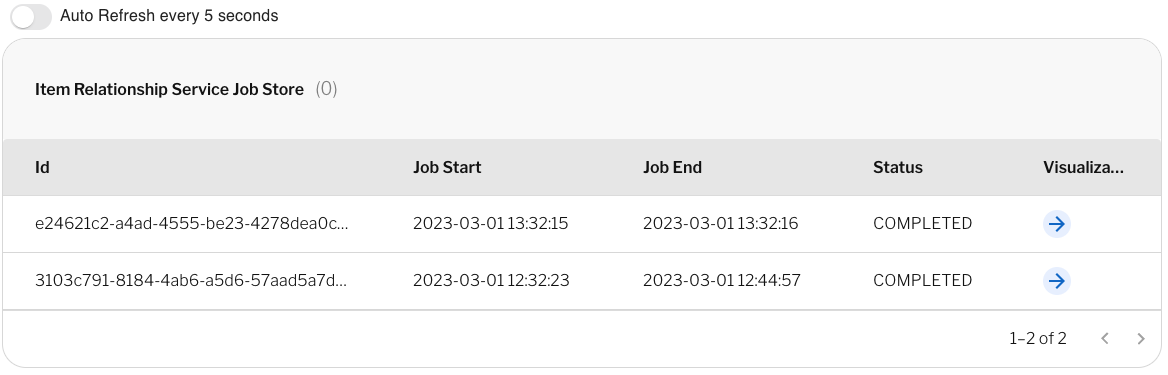 Auto Refresh every 5 seconds
Item Relationship Service Job Store (0)
Id Job Start Job End Status Visualiza...
e24621c2-a4ad-4555-be23-4278dea0c... 2023-03-01 13:32:15 2023-03-01 13:32:16 COMPLETED
3103c791-8184-4ab6-a5d6-57aad5a7d... 2023-03-01 12:32:23 2023-03-01 12:44:57 COMPLETED
1–2 of 2